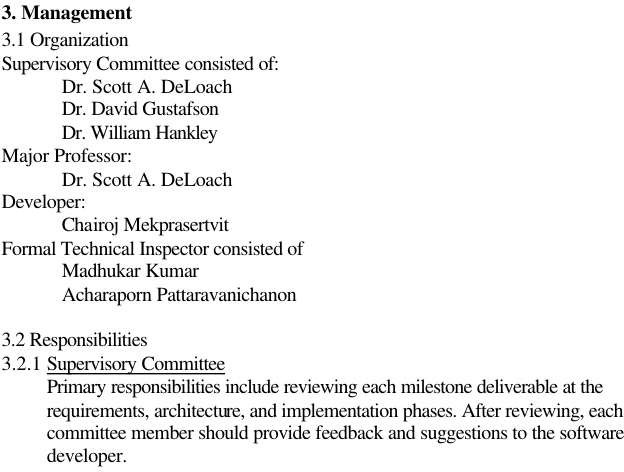 3. Management
3.1 Organization
Supervisory Committee consisted of:
Dr. Scott A. DeLoach
Dr. David Gustafson
Dr. William Hankley
Major Professor:
Dr. Scott A. DeLoach
Developer:
Chairoj Mekprasertvit
Formal Technical Inspector consisted of
Madhukar Kumar
Acharaporn Pattaravanichanon
3.2 Responsibilities
3.2.1 Supervisory Committee
Primary responsibilities include reviewing each milestone deliverable at the
requirements, architecture, and implementation phases. After reviewing, each
committee member should provide feedback and suggestions to the software
developer.